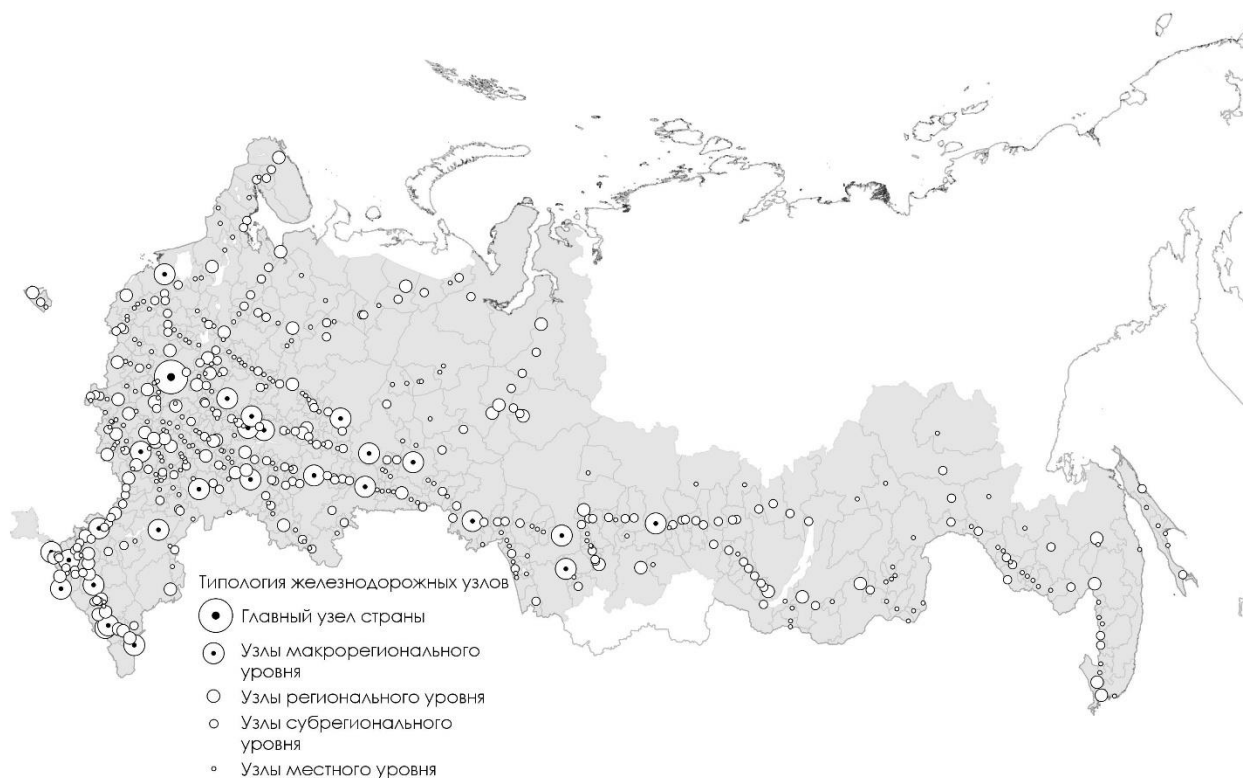 Типология железнодорожных узлов
Главный узел страны
Узлы макрорегионального
уровня
Узлы регионального уровня
Узлы субрегионального
уровня
Узлы местного уровня